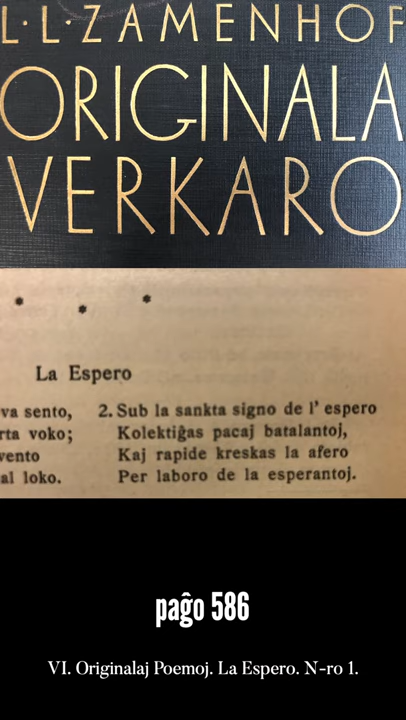 L·L·ZAMENHOF
ORIGINALA
VERKARO
* * *
La Espero
va sento,
rta voko;
vento
al loko.
2. Sub la sankta signo de l' espero
Kolektiĝas pacaj batalantoj,
Kaj rapide kreskas la afero
Per laboro de la esperantoj.
paĝo 586
VI. Originalaj Poemoj. La Espero. N-ro 1.